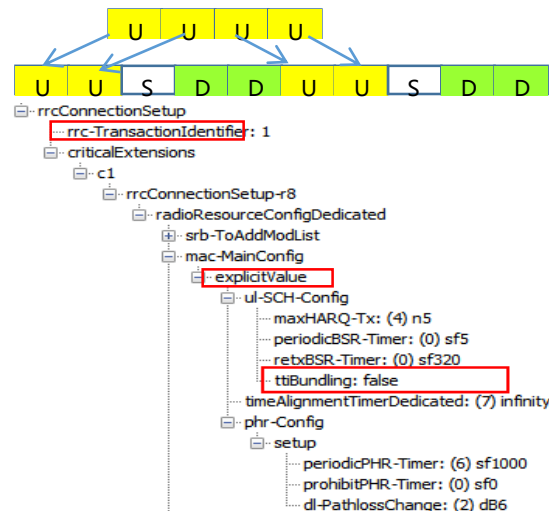 U U U U
U U S D D U U S D D
rrcConnectionSetup
rrc-TransactionIdentifier: 1
criticalExtensions
c1
rrcConnectionSetup-r8
radioResourceConfigDedicated
srb-ToAddModList
mac-MainConfig
explicitValue
ul-SCH-Config
maxHARQ-Tx: (4) n5
periodicBSR-Timer: (0) sf5
retxBSR-Timer: (0) sf320
ttiBundling: false
timeAlignmentTimerDedicated: (7) infinity
phr-Config
setup
periodicPHR-Timer: (6) sf1000
prohibitPHR-Timer: (0) sf0
dl-PathlossChange: (2) dB6